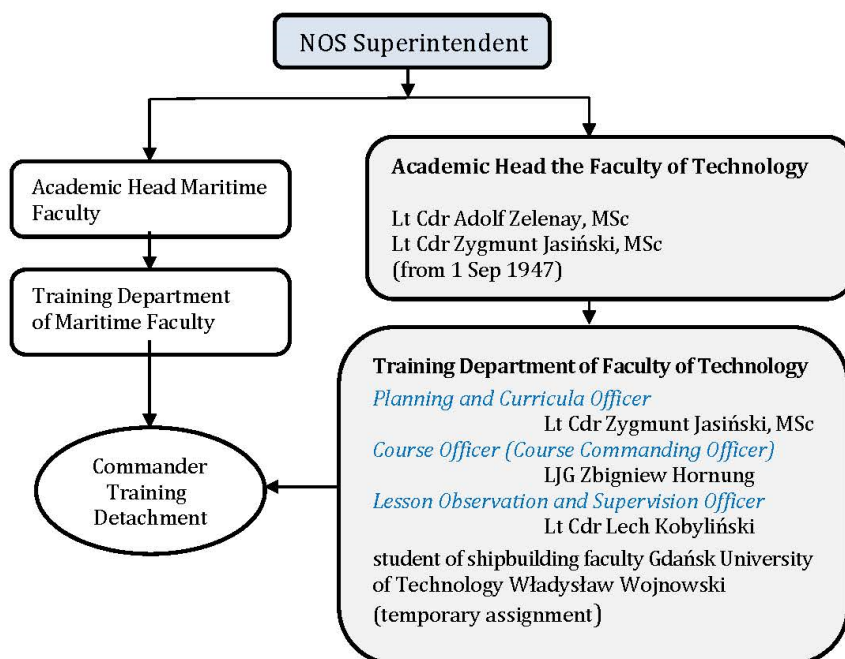 NOS Superintendent
Academic Head Maritime
Faculty
Training Department
of Maritime Faculty
Commander
Training
Detachment
Academic Head the Faculty of Technology
Lt Cdr Adolf Zelenay, MSc
Lt Cdr Zygmunt Jasiński, MSc
(from 1 Sep 1947)
Training Department of Faculty of Technology
Planning and Curricula Officer
Lt Cdr Zygmunt Jasiński, MSc
Course Officer (Course Commanding Officer)
LJG Zbigniew Hornung
Lesson Observation and Supervision Officer
Lt Cdr Lech Kobyliński
student of shipbuilding faculty Gdańsk University
of Technology Władysław Wojnowski
(temporary assignment)